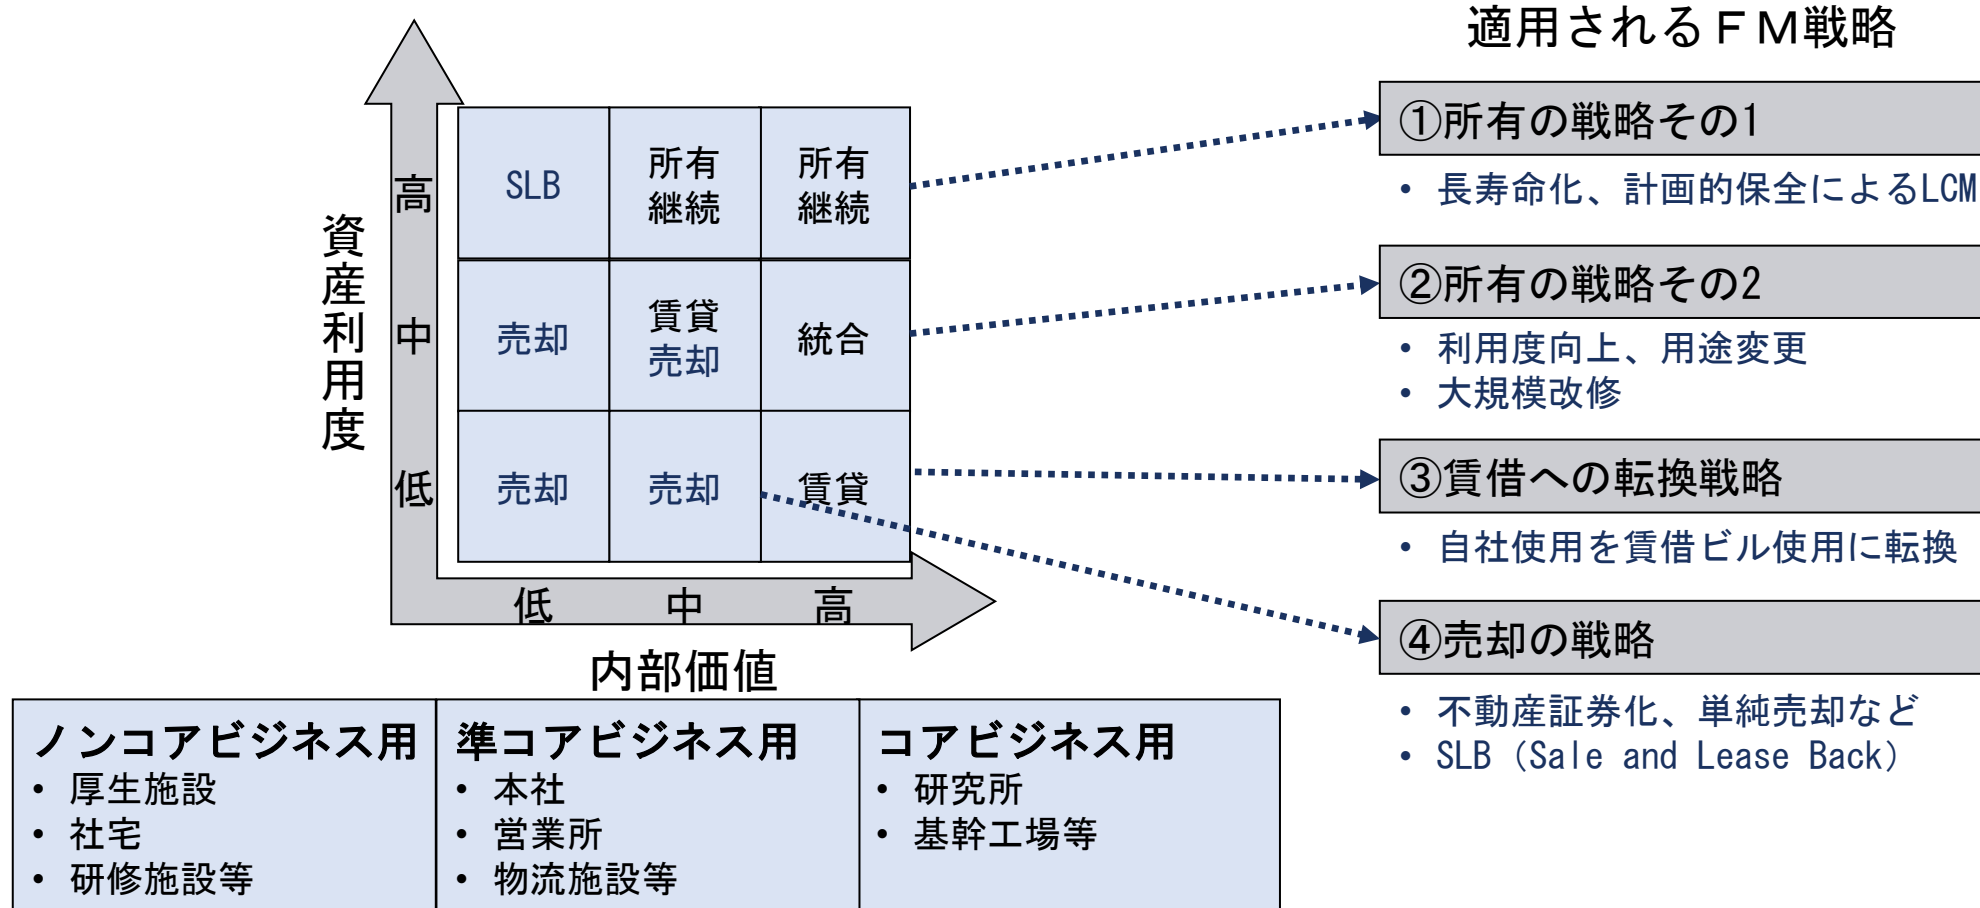 適用されるＦＭ戦略
資産利用度
高
中
低
SLB
所有
継続
所有
継続
売却
賃貸
売却
統合
売却
売却
賃貸
低 中 高
内部価値
①所有の戦略その1
• 長寿命化、計画的保全によるLCM
②所有の戦略その2
• 利用度向上、用途変更
• 大規模改修
③賃借への転換戦略
• 自社使用を賃借ビル使用に転換
④売却の戦略
• 不動産証券化、単純売却など
• SLB（Sale and Lease Back）
ノンコアビジネス用
• 厚生施設
• 社宅
• 研修施設等
準コアビジネス用
• 本社
• 営業所
• 物流施設等
コアビジネス用
• 研究所
• 基幹工場等